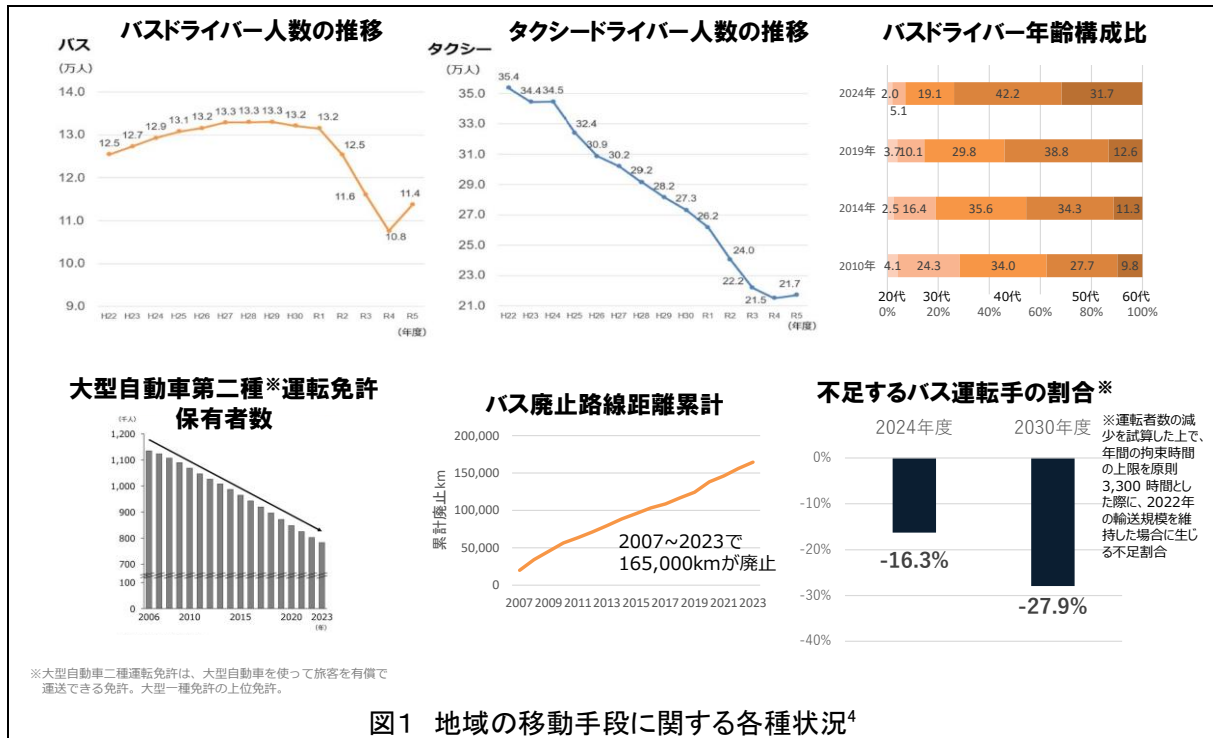 バスドライバー人数の推移
バス
(万人)
14.0
13.0
12.0
11.0
10.0
9.0
12.5
12.7
12.9
13.1
13.2
13.3
13.3
13.3
13.2
13.2
12.5
11.6
10.8
11.4
H22 H23 H24 H25 H26 H27 H28 H29 H30 R1 R2 R3 R4 R5
(年度)
タクシードライバー人数の推移
タクシー
(万人)
35.0
33.0
31.0
29.0
27.0
25.0
23.0
21.0
35.4
34.4
34.5
32.4
30.9
30.2
29.2
28.2
27.3
26.2
24.0
22.2
21.5
21.7
H22 H23 H24 H25 H26 H27 H28 H29 H30 R1 R2 R3 R4 R5
(年度)
バスドライバー年齢構成比
2024年 2.0 5.1 19.1 42.2 31.7
2019年 3.7 10.1 29.8 38.8 12.6
2014年 2.5 16.4 35.6 34.3 11.3
2010年 4.1 24.3 34.0 27.7 9.8
20代 30代 40代 50代 60代
0% 20% 40% 60% 80% 100%
大型自動車第二種※運転免許
保有者数
(千人)
1,200
1,100
1,000
900
800
700
100
0
2006 2010 2015 2020 2023
(年)
※大型自動車二種運転免許は、大型自動車を使って旅客を有償で
運送できる免許。大型一種免許の上位免許。
バス廃止路線距離累計
累計廃止km
200,000
150,000
100,000
50,000
0
2007~2023で
165,000kmが廃止
2007 2009 2011 2013 2015 2017 2019 2021 2023
不足するバス運転手の割合※
2024年度 2030年度
0%
-10%
-20%
-30%
-40%
-16.3%
-27.9%
※運転者数の減
少を試算した上で、
年間の拘束時間
の上限を原則
3,300 時間とし
た際に、2022年
の輸送規模を維
持した場合に生じ
る不足割合
図1 地域の移動手段に関する各種状況4